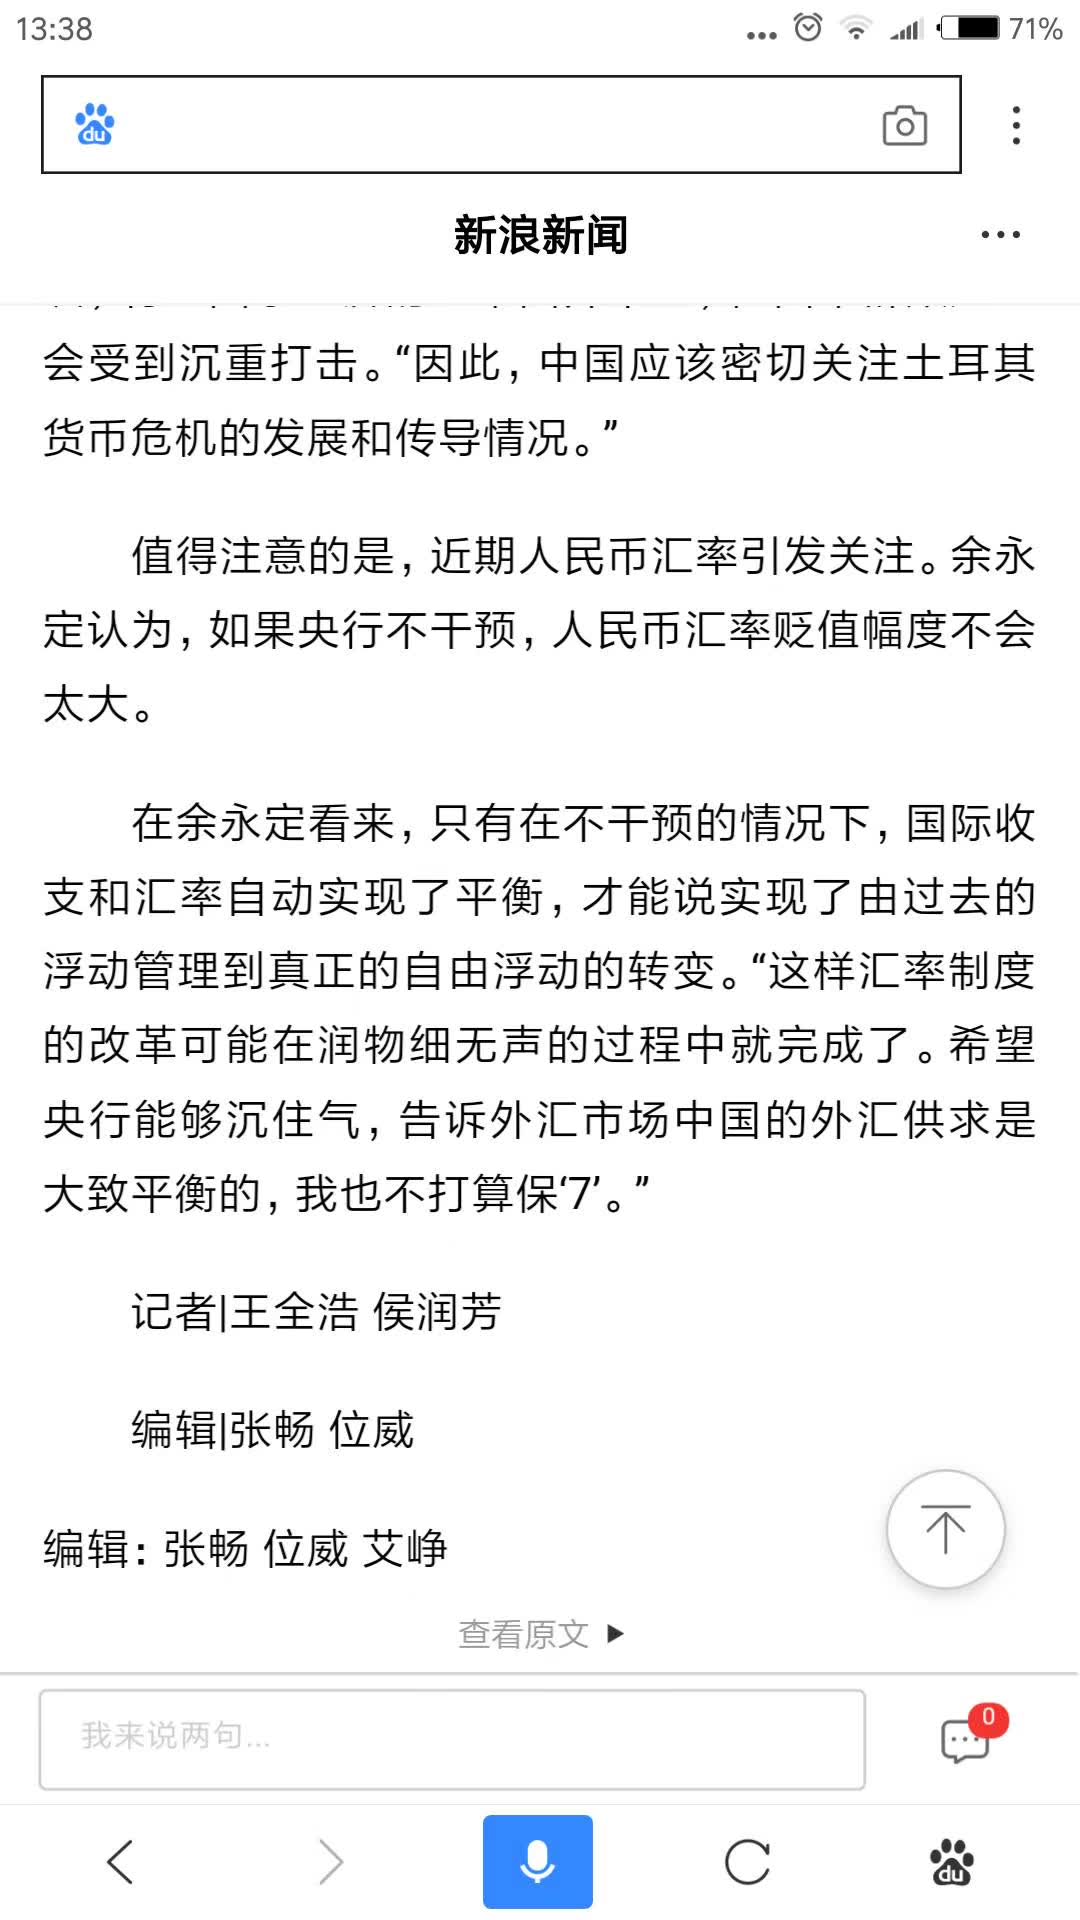 13:38
71%
du
新浪新闻
会受到沉重打击。“因此，中国应该密切关注土耳其
货币危机的发展和传导情况。”
值得注意的是，近期人民币汇率引发关注。余永
定认为，如果央行不干预，人民币汇率贬值幅度不会
太大。
在余永定看来，只有在不干预的情况下，国际收
支和汇率自动实现了平衡，才能说实现了由过去的
浮动管理到真正的自由浮动的转变。“这样汇率制度
的改革可能在润物细无声的过程中就完成了。希望
央行能够沉住气，告诉外汇市场中国的外汇供求是
大致平衡的，我也不打算保‘7’。”
记者|王全浩 侯润芳
编辑|张畅 位威
编辑：张畅 位威 艾峥
查看原文
我来说两句...
0
du